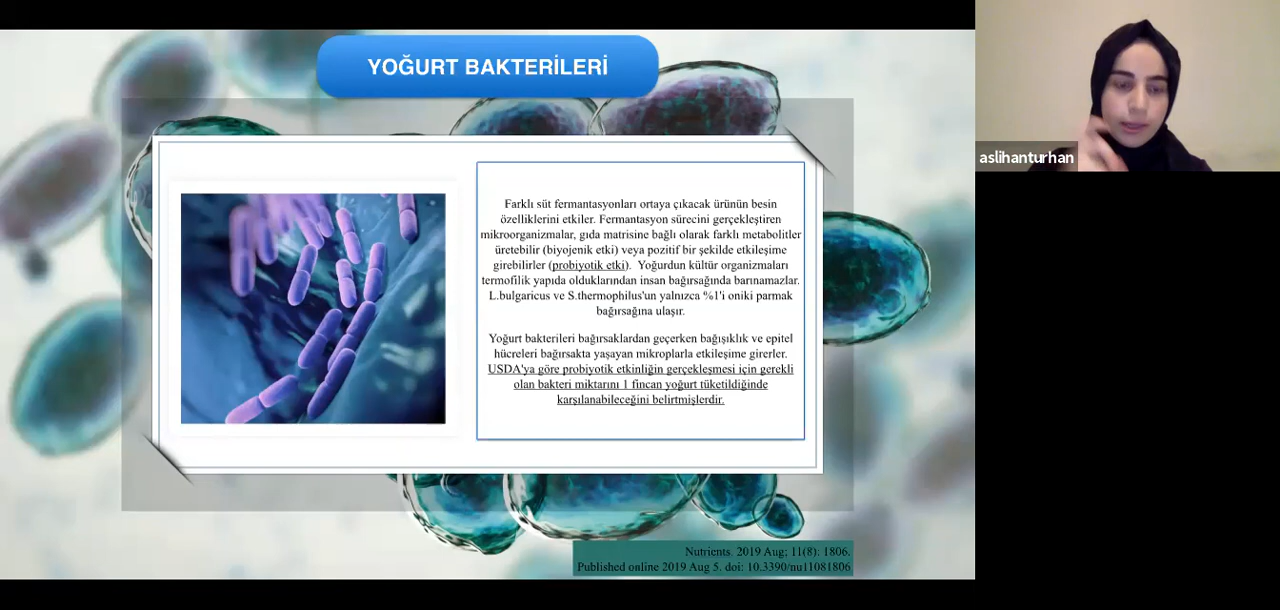 YOĞURT BAKTERİLERİ
aslihanturhan
Farklı süt fermantasyonları ortaya çıkacak ürünün besin
özelliklerini etkiler. Fermantasyon sürecini gerçekleştiren
mikroorganizmalar, gıda matrisine bağlı olarak farklı metabolitler
üretebilir (biyojenik etki) veya pozitif bir şekilde etkileşime
girebilirler (probiyotik etki). Yoğurdun kültür organizmaları
termofilik yapıda olduklarından insan bağırsağında barınamazlar.
L.bulgaricus ve S.thermophilus'un yalnızca %1'i oniki parmak
bağırsağına ulaşır.
Yoğurt bakterileri bağırsaklardan geçerken bağışıklık ve epitel
hücreleri bağırsakta yaşayan mikroplarla etkileşime girerler.
USDA'ya göre probiyotik etkinliğin gerçekleşmesi için gerekli
olan bakteri miktarını 1 fincan yoğurt tüketildiğinde
karşılanabileceğini belirtmişlerdir.
Nutrients. 2019 Aug; 11(8): 1806.
Published online 2019 Aug 5. doi: 10.3390/nu11081806